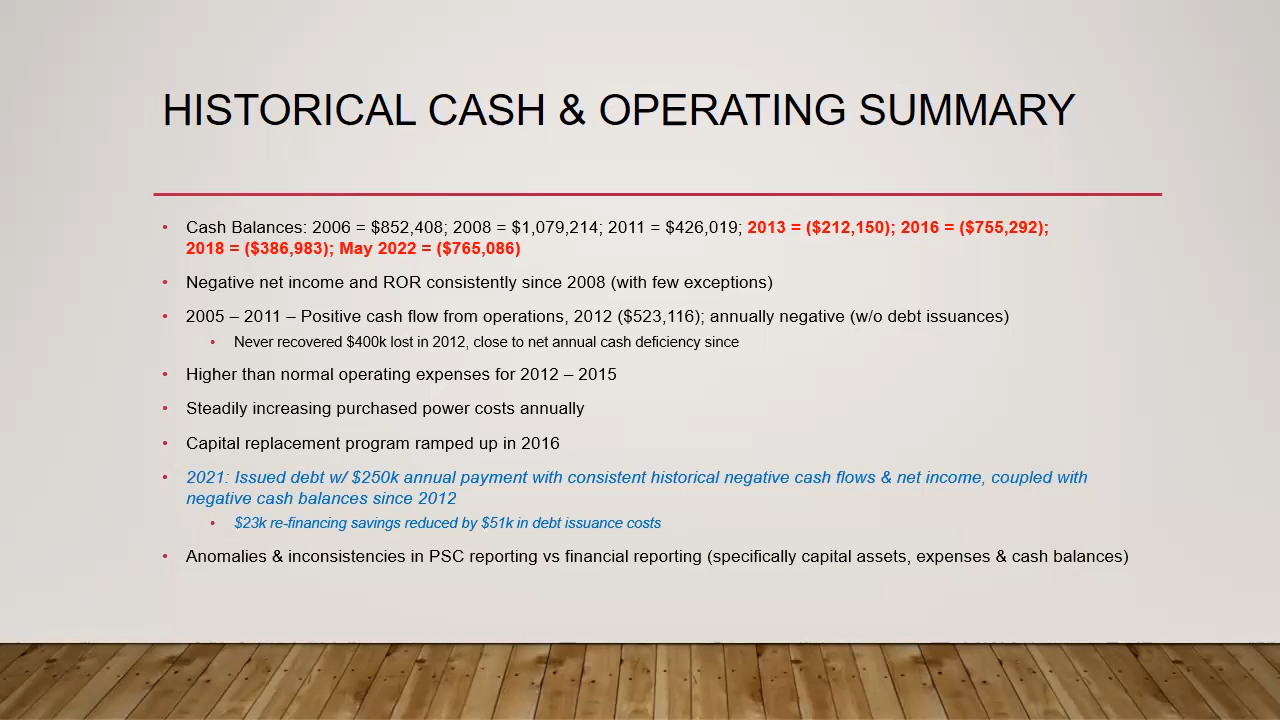 HISTORICAL CASH & OPERATING SUMMARY
• Cash Balances: 2006 = $852,408; 2008 = $1,079,214; 2011 = $426,019; 2013 = ($212,150); 2016 = ($755,292);
2018 = ($386,983); May 2022 = ($765,086)
• Negative net income and ROR consistently since 2008 (with few exceptions)
• 2005 – 2011 – Positive cash flow from operations, 2012 ($523,116); annually negative (w/o debt issuances)
• Never recovered $400k lost in 2012, close to net annual cash deficiency since
• Higher than normal operating expenses for 2012 – 2015
• Steadily increasing purchased power costs annually
• Capital replacement program ramped up in 2016
• 2021: Issued debt w/ $250k annual payment with consistent historical negative cash flows & net income, coupled with
negative cash balances since 2012
• $23k re-financing savings reduced by $51k in debt issuance costs
• Anomalies & inconsistencies in PSC reporting vs financial reporting (specifically capital assets, expenses & cash balances)